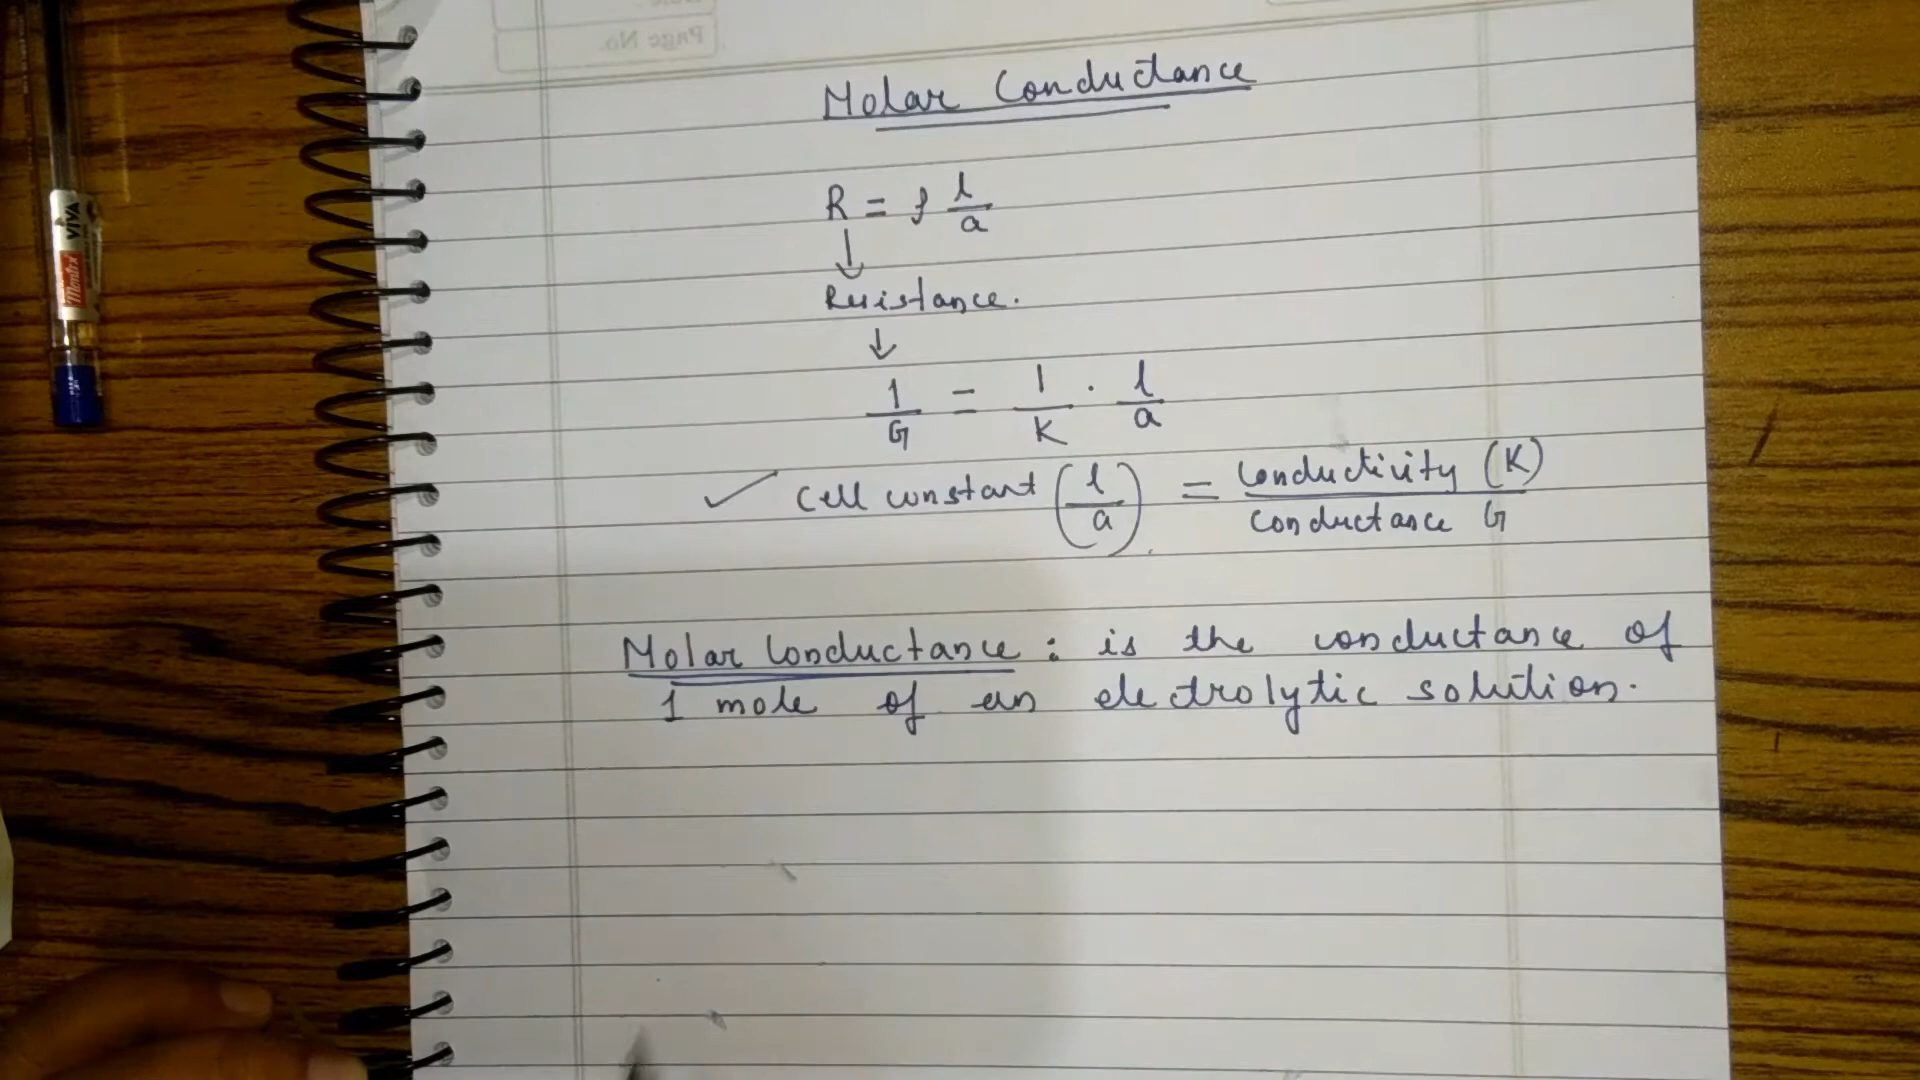 Page No.
Molar Conductance
R = ρ l/a
↓
Resistance.
↓
1/G = 1/K . l/a
✓ Cell constant (l/a) = Conductivity (K)/Conductance G
Molar Conductance : is the conductance of
1 mole of an electrolytic solution.
VIVA
Montex